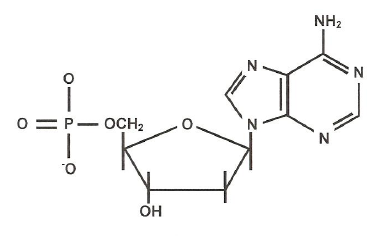 NH₂
N N
O
O = P – OCH₂ O N N
⁻O
OH